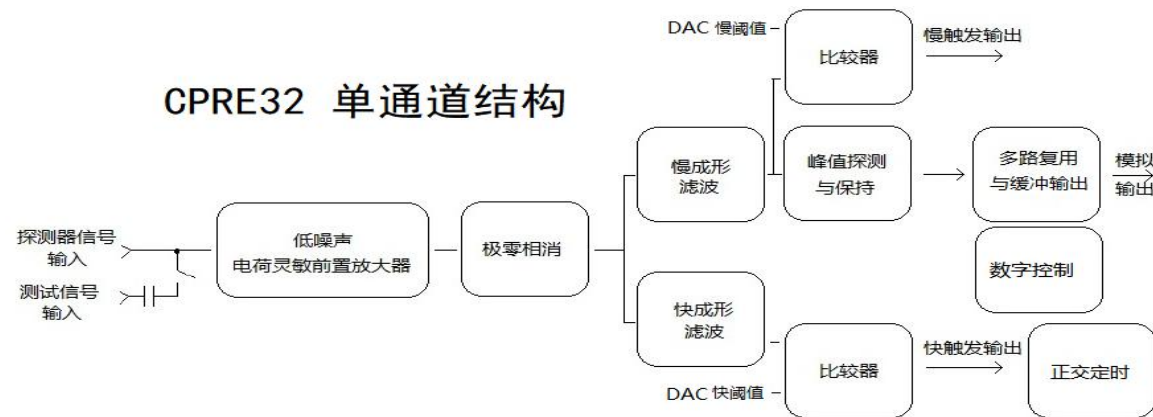 CPRE32 单通道结构
探测器信号
输入
测试信号
输入
低噪声
电荷灵敏前置放大器
极零相消
慢成形
滤波
快成形
滤波
DAC 慢阈值
比较器
慢触发输出
峰值探测
与保持
多路复用
与缓冲输出
模拟
输出
数字控制
DAC 快阈值
比较器
快触发输出
正交定时